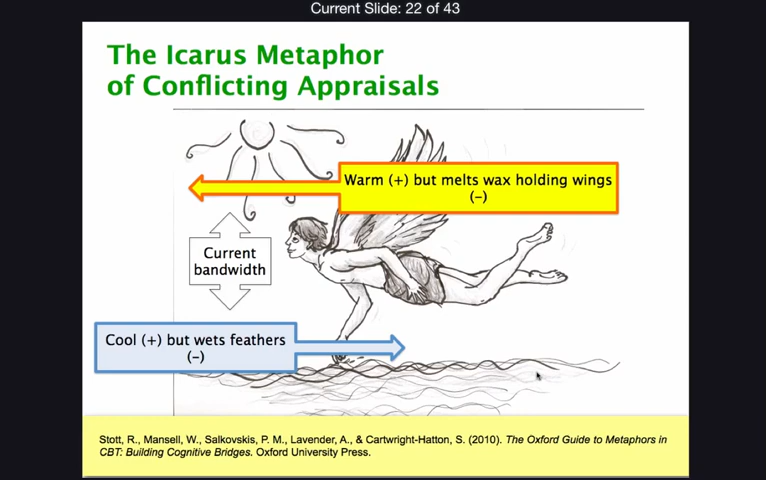 Current Slide: 22 of 43
The Icarus Metaphor
of Conflicting Appraisals
Warm (+) but melts wax holding wings
(-)
Current
bandwidth
Cool (+) but wets feathers
(-)
Stott, R., Mansell, W., Salkovskis, P. M., Lavender, A., & Cartwright-Hatton, S. (2010). The Oxford Guide to Metaphors in
CBT: Building Cognitive Bridges. Oxford University Press.